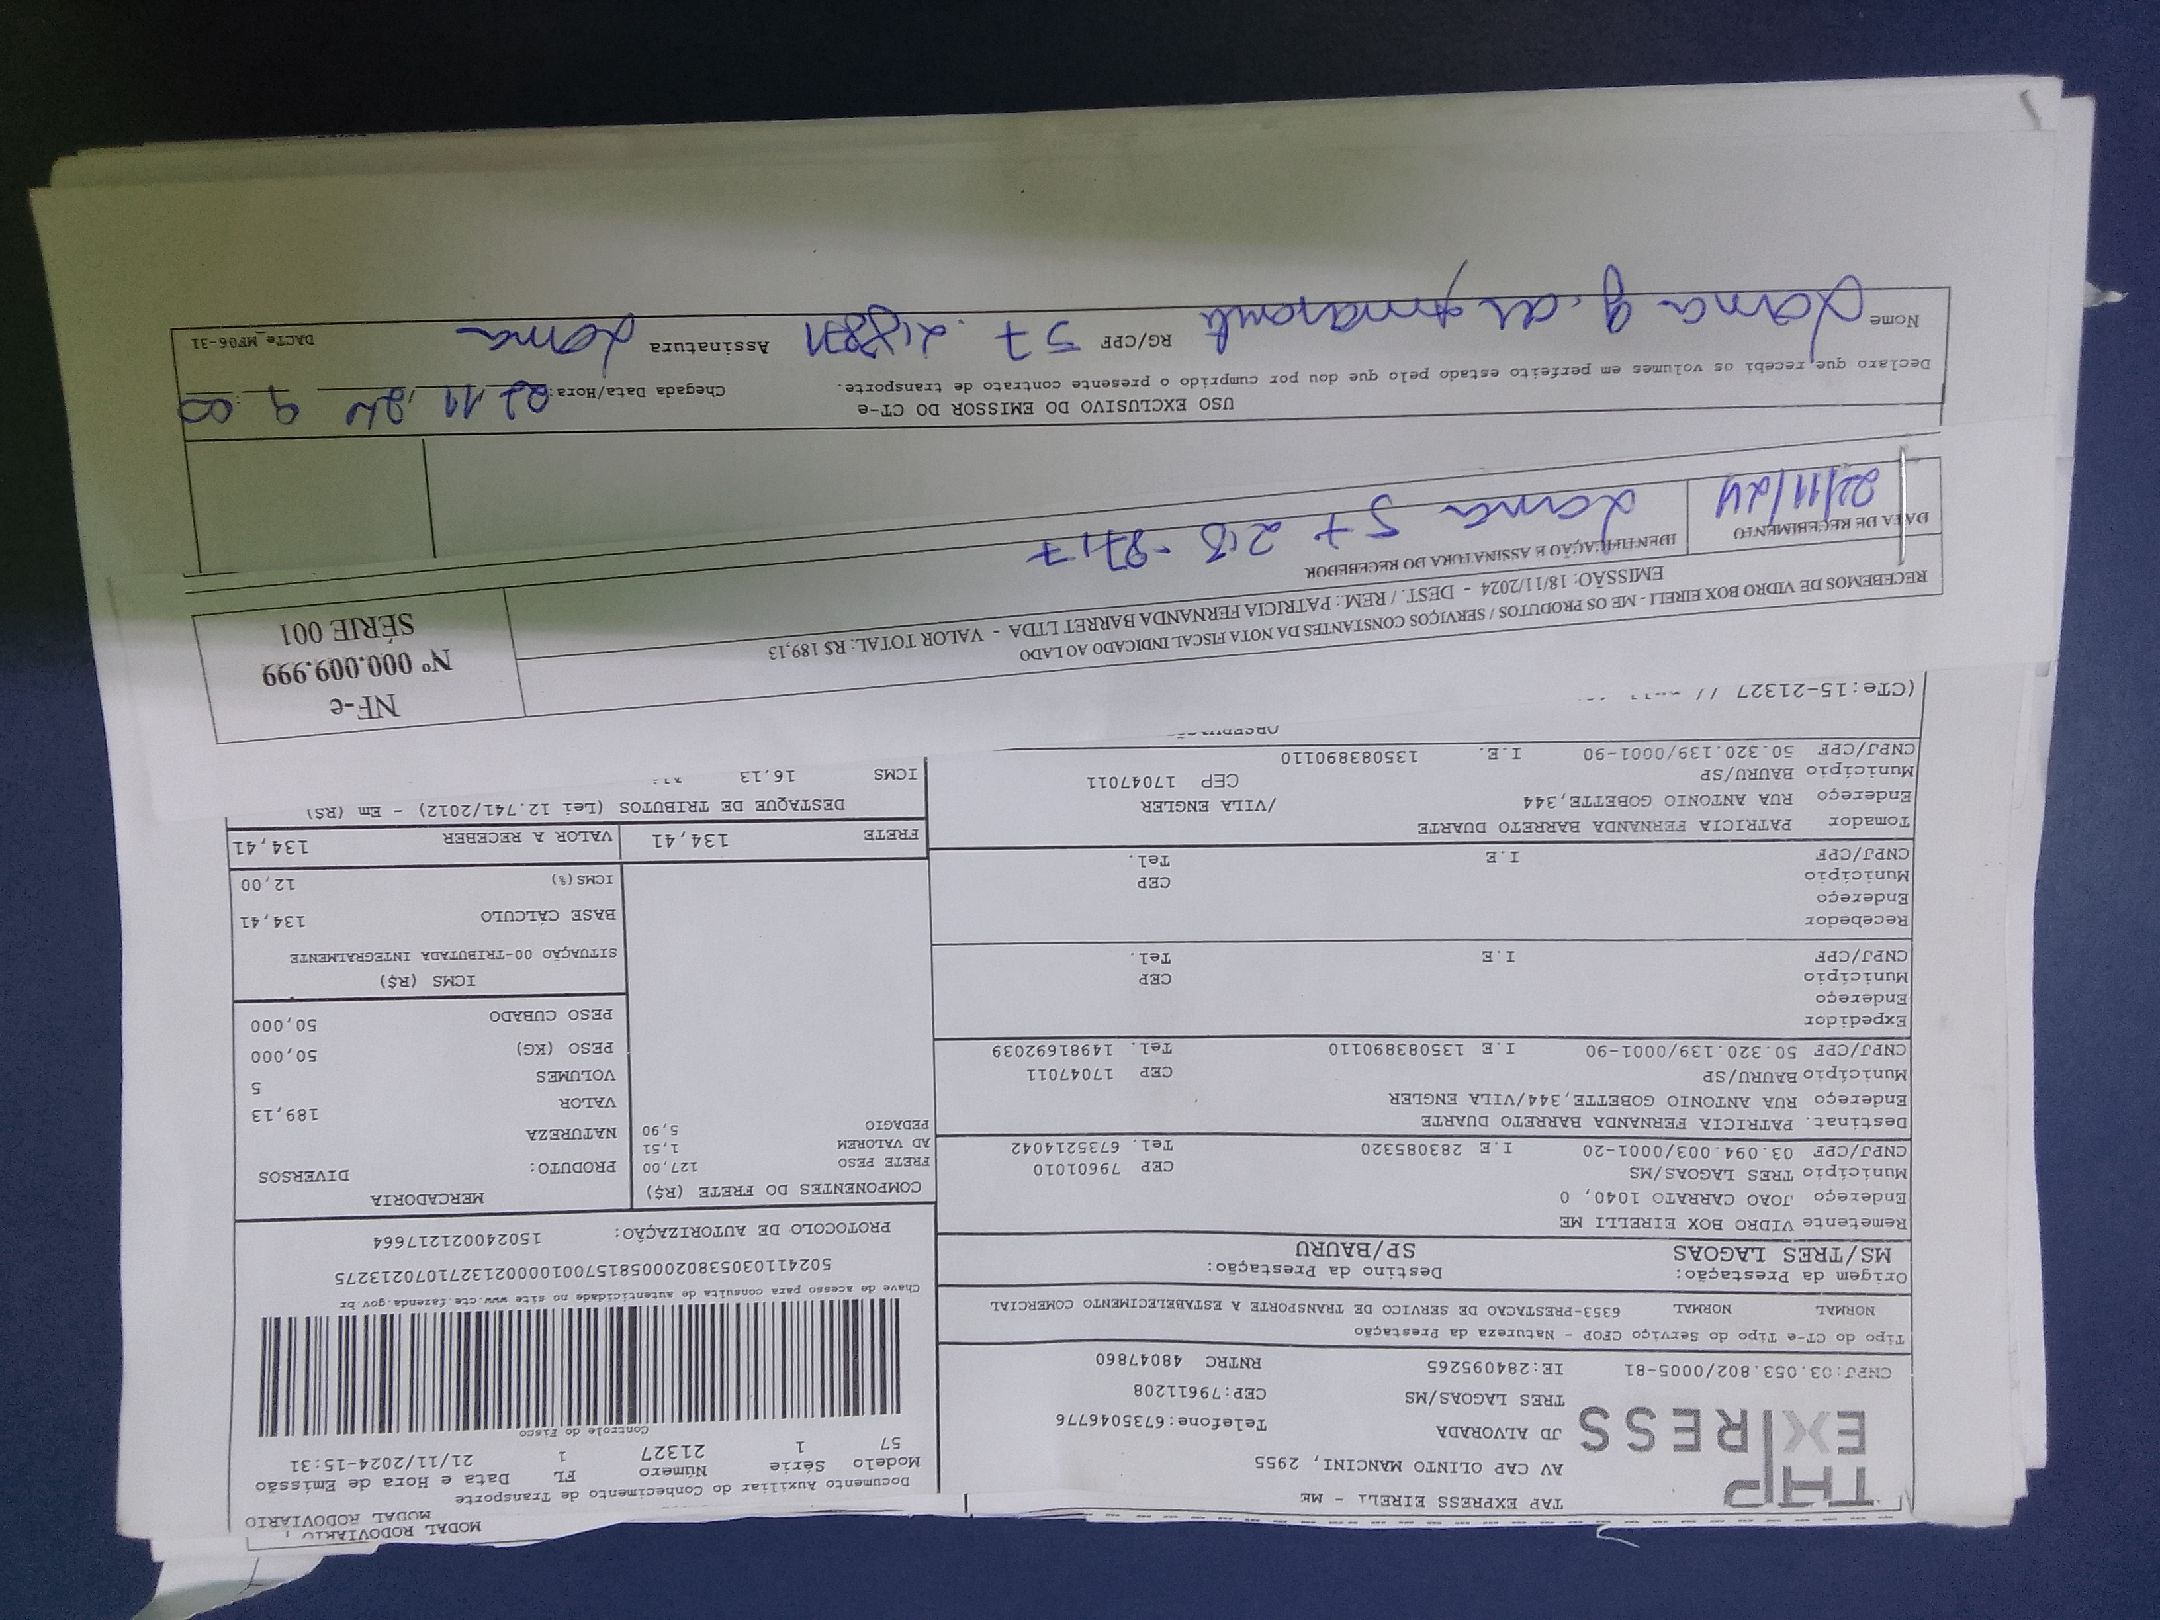 MODAL RODOVIÁRIO
MODAL RODOVIARIO
TAP EXPRESS
TAP EXPRESS EIRELI - ME
AV CAP OLINTO MANCINI, 2955
JD ALVORADA Telefone:6735046776
TRES LAGOAS/MS CEP:79611208
CNPJ:03.053.802/0005-81 IE:284095265 RNTRC 48047860
Documento Auxiliar do Conhecimento de Transporte
Modelo Série Número FL Data e Hora de Emissão
57 1 21327 1 21/11/2024-15:31
Controle do Fisco
Chave de acesso para consulta de autenticidade no site www.cte.fazenda.gov.br
PROTOCOLO DE AUTORIZAÇÃO: 150240021217664
Tipo do CT-e Tipo do Serviço CFOP - Natureza da Prestação
NORMAL NORMAL 6353-PRESTACAO DE SERVICO DE TRANSPORTE A ESTABELECIMENTO COMERCIAL
Origem da Prestação: Destino da Prestação:
MS/TRES LAGOAS SP/BAURU
Remetente VIDRO BOX EIRELLI ME
Endereço JOAO CARRATO 1040, 0
Município TRES LAGOAS/MS CEP 79601010
CNPJ/CPF 03.094.003/0001-20 I.E 283085320 Tel. 6735214042
Destinat. PATRICIA FERNANDA BARRETO DUARTE
Endereço RUA ANTONIO GOBETTE,344/VILA ENGLER
Município BAURU/SP CEP 17047011
CNPJ/CPF 50.320.139/0001-90 I.E 135083890110 Tel. 14981692039
Expedidor
Endereço
Município CEP
CNPJ/CPF I.E Tel.
Recebedor
Endereço
Município CEP
CNPJ/CPF I.E Tel.
Tomador PATRICIA FERNANDA BARRETO DUARTE
Endereço RUA ANTONIO GOBETTE,344 /VILA ENGLER
Município BAURU/SP CEP 17047011
CNPJ/CPF 50.320.139/0001-90 I.E. 135083890110
(CTe:15-21327 //
COMPONENTES DO FRETE (R$)
FRETE PESO 127,00
AD VALOREM 1,51
PEDAGIO 5,90
MERCADORIA
PRODUTO: DIVERSOS
NATUREZA
VALOR 189,13
VOLUMES 5
PESO (KG) 50,000
PESO CUBADO 50,000
ICMS (R$)
SITUAÇÃO 00-TRIBUTADA INTEGRALMENTE
BASE CÁLCULO 134,41
ICMS(%) 12,00
FRETE 134,41 VALOR A RECEBER 134,41
DESTAQUE DE TRIBUTOS (Lei 12.741/2012) - Em (R$)
ICMS 16,13
RECEBEMOS DE VIDRO BOX EIRELI - ME OS PRODUTOS / SERVIÇOS CONSTANTES DA NOTA FISCAL INDICADO AO LADO
EMISSÃO: 18/11/2024 - DEST. / REM.: PATRICIA FERNANDA BARRET LTDA - VALOR TOTAL: R$ 189,13
NF-e
Nº 000.009.999
SÉRIE 001
DATA DE RECEBIMENTO
22/11/24
IDENTIFICAÇÃO E ASSINATURA DO RECEBEDOR
USO EXCLUSIVO DO EMISSOR DO CT-e
Declaro que recebi os volumes em perfeito estado pelo que dou por cumprido o presente contrato de transporte. Chegada Data/Hora: 22 11 24 9:00
Nome RG/CPF Assinatura DACTe_MF06-31